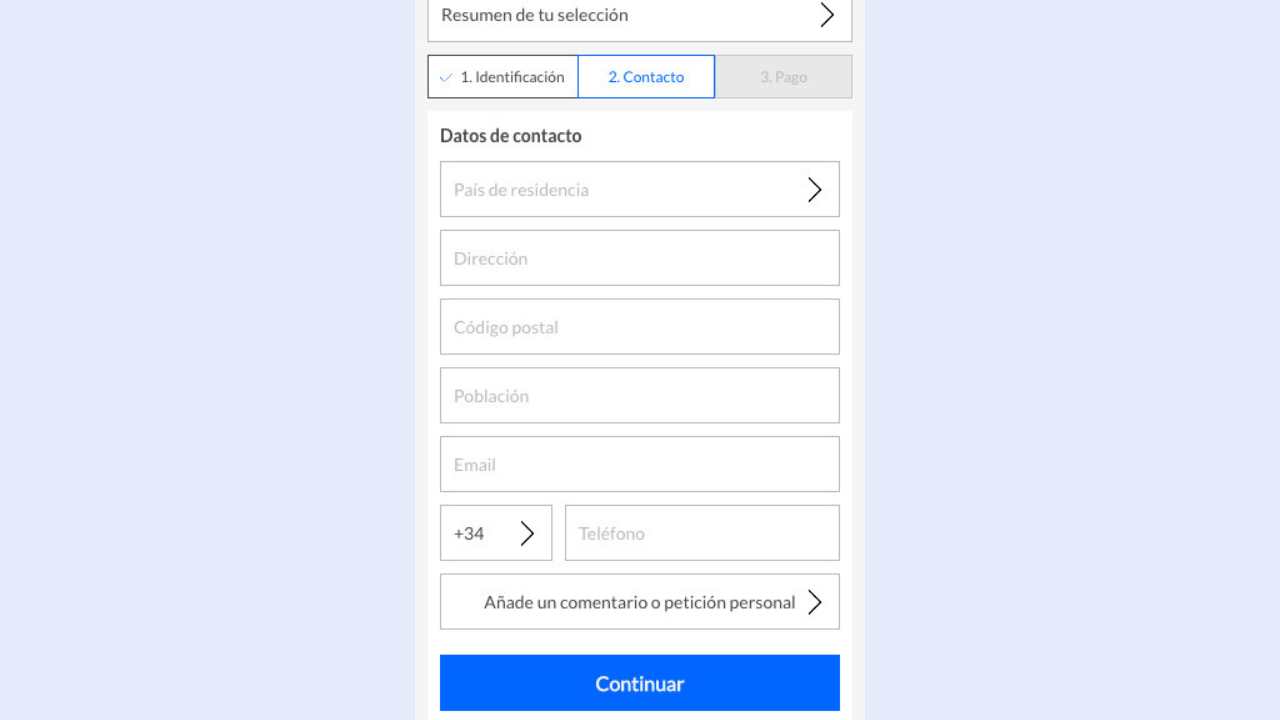 Resumen de tu selección
1. Identificación
2. Contacto
3. Pago
Datos de contacto
País de residencia
Dirección
Código postal
Población
Email
+34
Teléfono
Añade un comentario o petición personal
Continuar